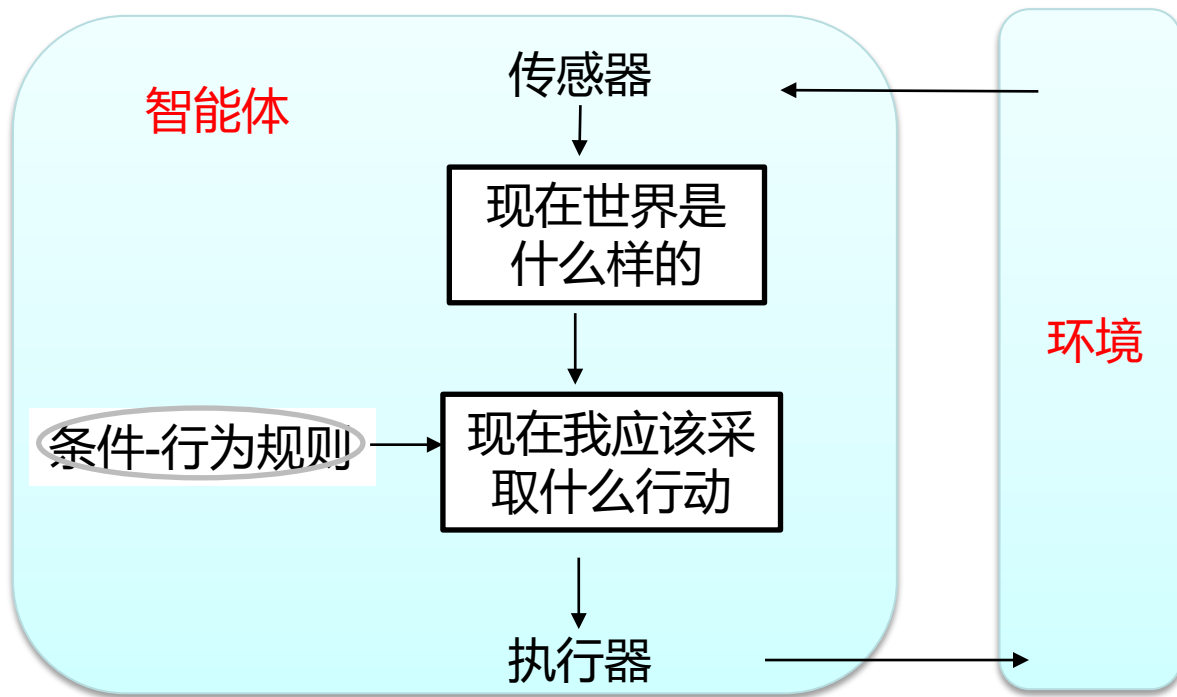 传感器
智能体
现在世界是
什么样的
环境
条件-行为规则
现在我应该采
取什么行动
执行器